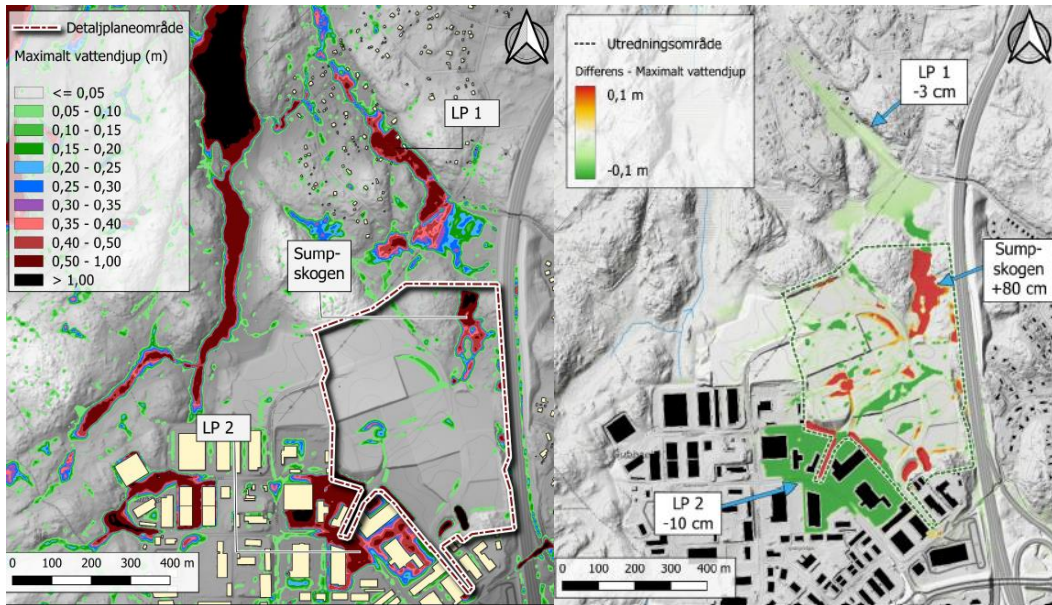 Detaljplaneområde
Maximalt vattendjup (m)
<= 0,05
0,05 - 0,10
0,10 - 0,15
0,15 - 0,20
0,20 - 0,25
0,25 - 0,30
0,30 - 0,35
0,35 - 0,40
0,40 - 0,50
0,50 - 1,00
> 1,00
LP 1
Sump-
skogen
LP 2
0 100 200 300 400 m
Utredningsområde
Differens - Maximalt vattendjup
0,1 m
-0,1 m
LP 1
-3 cm
Sump-
skogen
+80 cm
LP 2
-10 cm
0 100 200 300 400 m